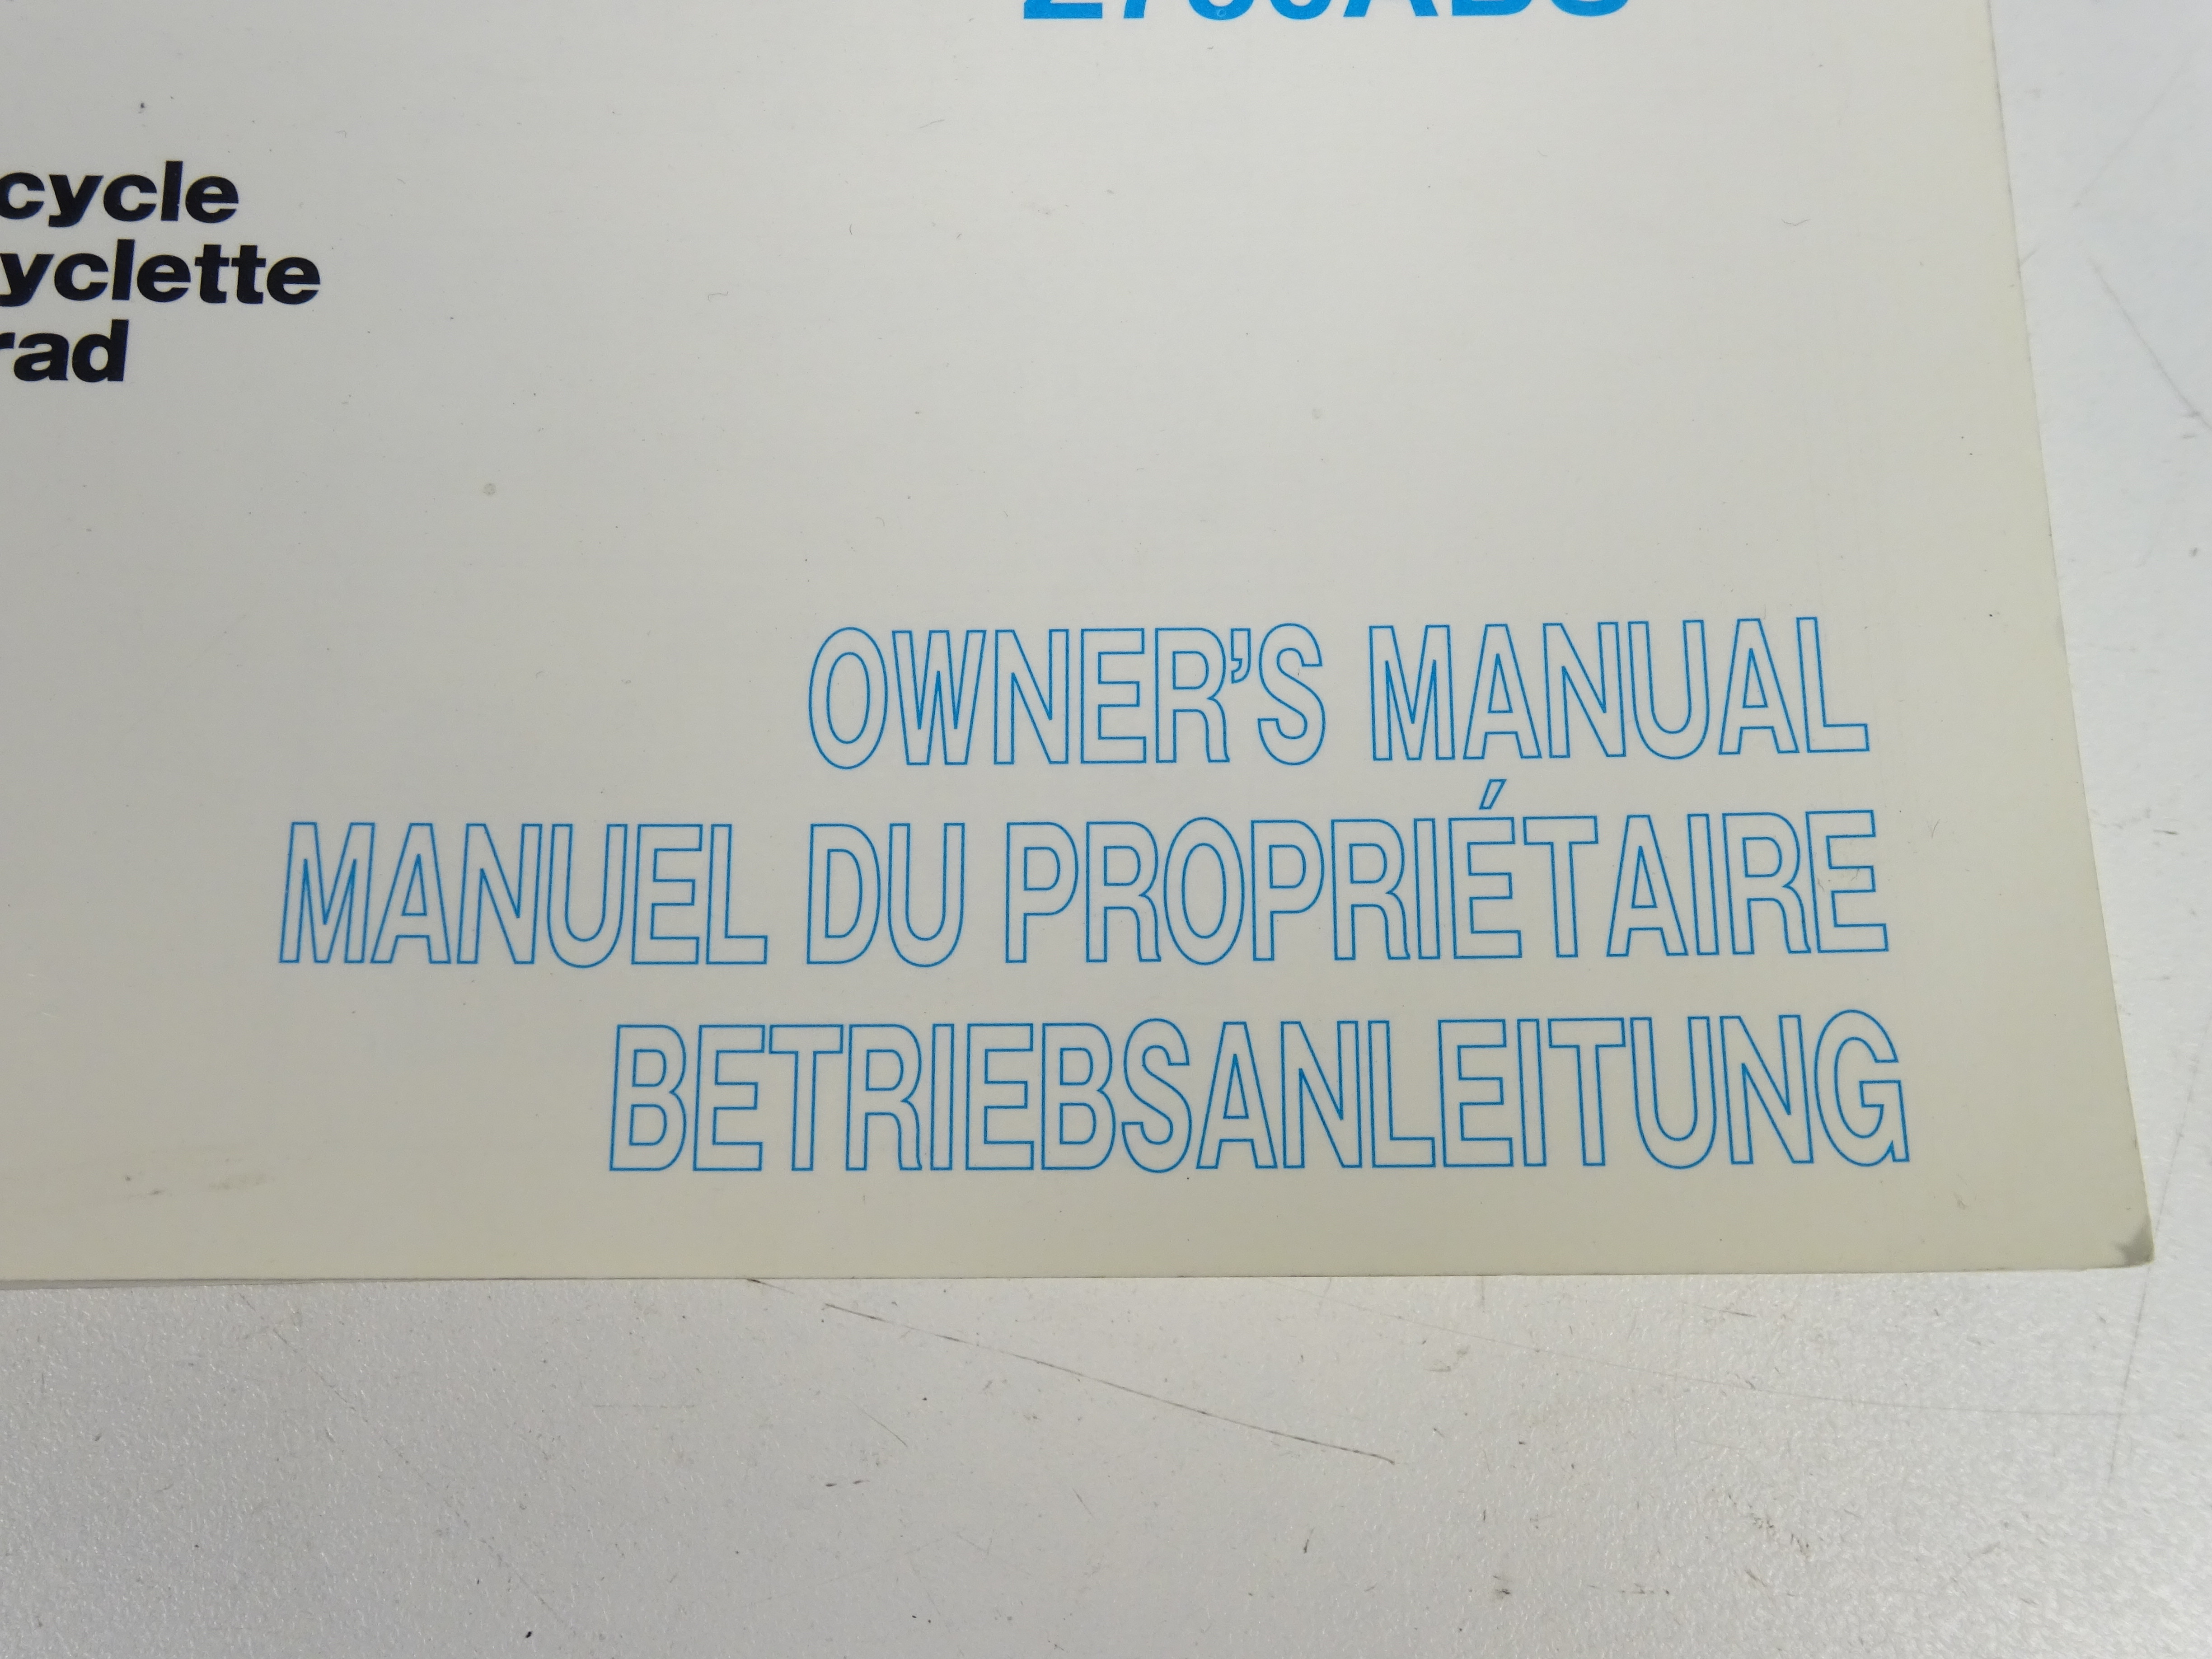 cycle
yclette
rad
OWNER'S MANUAL
MANUEL DU PROPRIÉTAIRE
BETRIEBSANLEITUNG